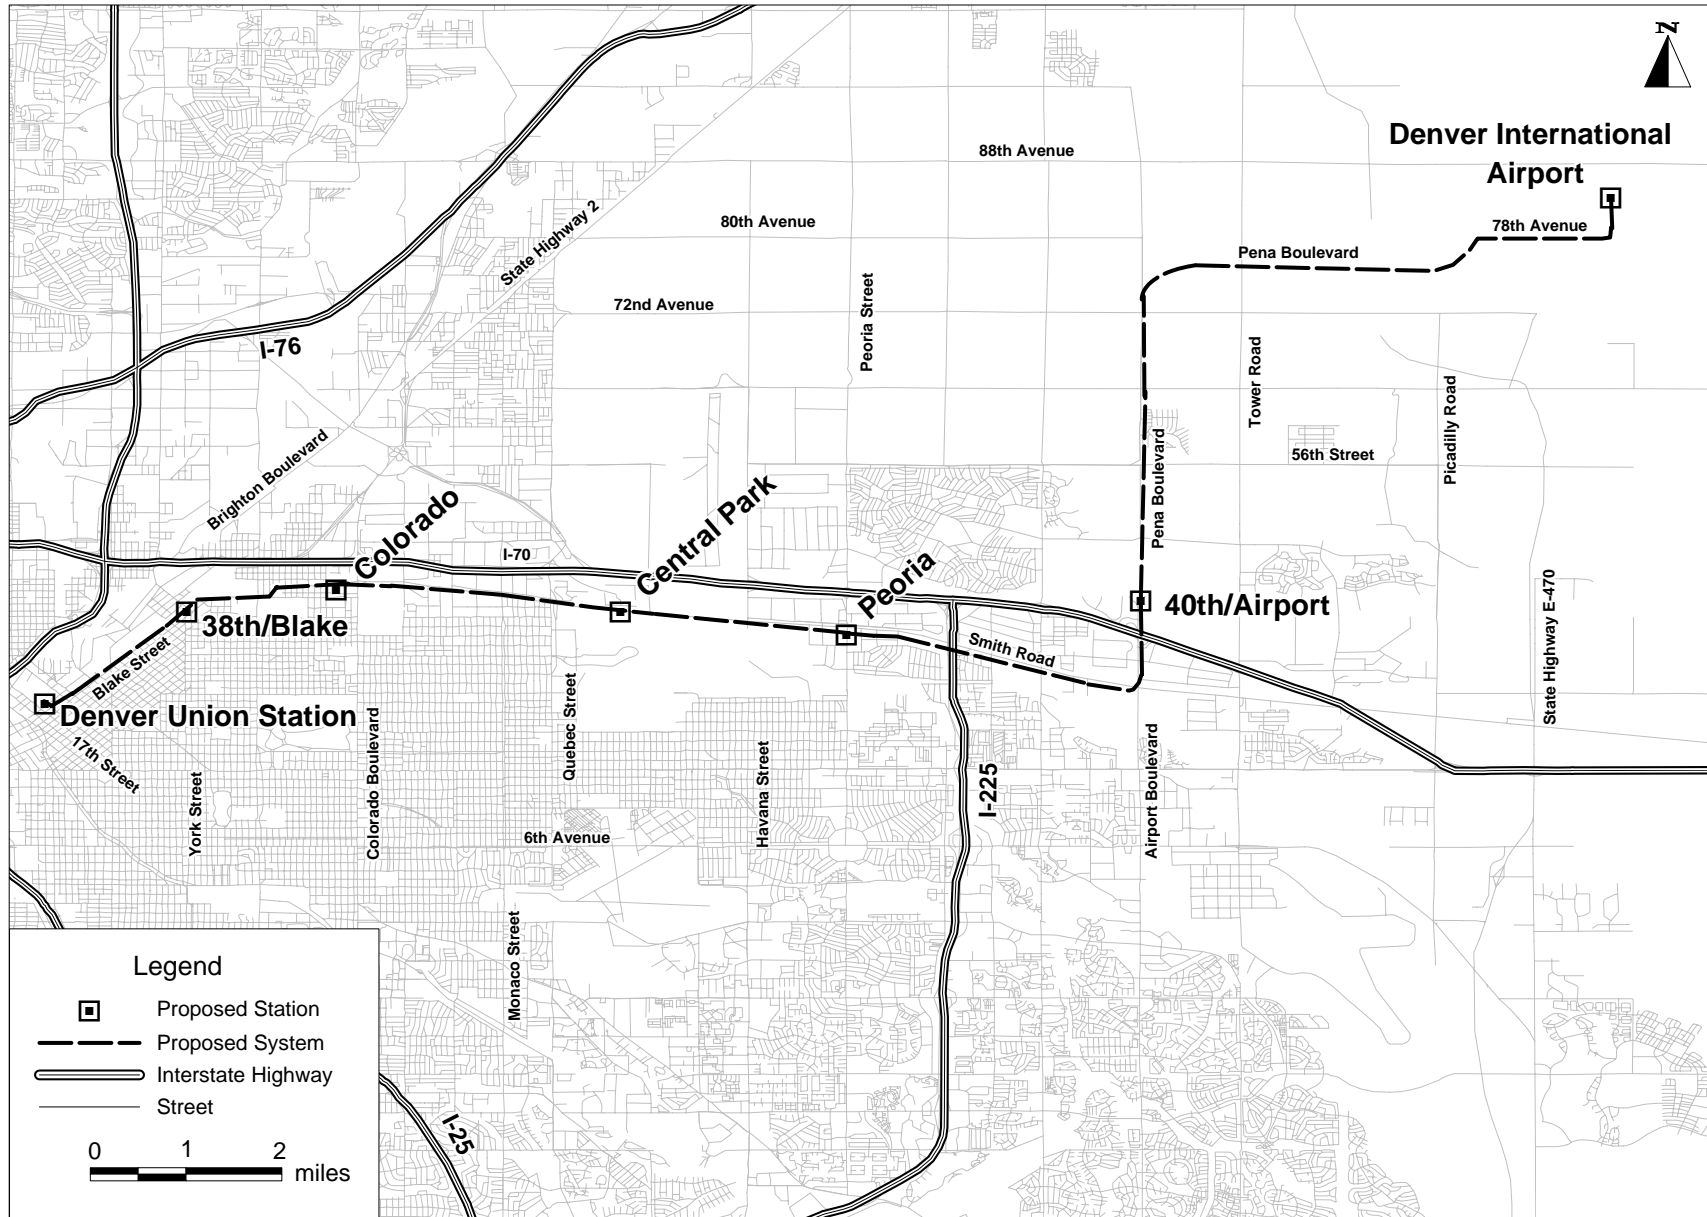 N
Denver International
Airport
88th Avenue
State Highway 2
80th Avenue
78th Avenue
Pena Boulevard
72nd Avenue
Peoria Street
I-76
Tower Road
Picadilly Road
Brighton Boulevard
Pena Boulevard
56th Street
Colorado
Central Park
I-70
Peoria
38th/Blake
40th/Airport
State Highway E-470
Smith Road
Blake Street
Denver Union Station
17th Street
York Street
Colorado Boulevard
Quebec Street
Havana Street
I-225
Airport Boulevard
6th Avenue
Monaco Street
I-25
Legend
Proposed Station
Proposed System
Interstate Highway
Street
0 1 2
miles